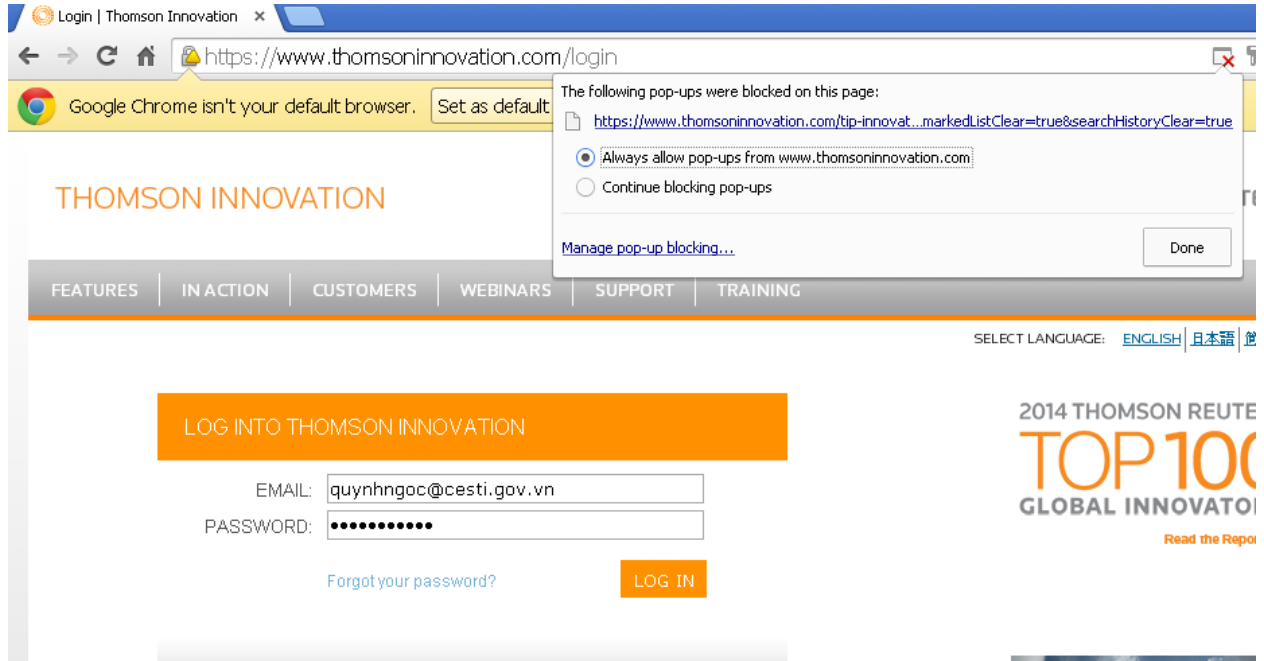 Login | Thomson Innovation
https://www.thomsoninnovation.com/login
Google Chrome isn't your default browser. Set as default
The following pop-ups were blocked on this page:
https://www.thomsoninnovation.com/tip-innovat...markedListClear=true&searchHistoryClear=true
Always allow pop-ups from www.thomsoninnovation.com
Continue blocking pop-ups
Manage pop-up blocking...
Done
THOMSON INNOVATION
FEATURES IN ACTION CUSTOMERS WEBINARS SUPPORT TRAINING
SELECT LANGUAGE: ENGLISH 日本語
LOG INTO THOMSON INNOVATION
EMAIL: quynhngoc@cesti.gov.vn
PASSWORD: •••••••••••
Forgot your password? LOG IN
2014 THOMSON REUTE
TOP 100
GLOBAL INNOVATO
Read the Repo